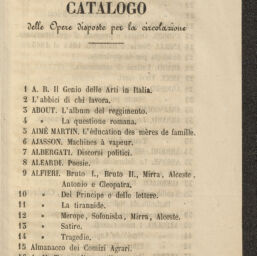 CATALOGO
delle Opere disposte per la circolazione
1 A. B. Il Genio delle Arti in Italia.
2 L'abbici di chi lavora.
3 ABOUT. L'album del reggimento.
4 » La questione romana.
5 AIMÉ MARTIN. L'éducation des mères de famille.
6 AJASSON. Machines à vapeur.
7 ALBERGATI. Discorsi politici.
8 ALEARDI. Poesie.
9 ALFIERI. Bruto I., Bruto II., Mirra, Alceste,
Antonio e Cleopatra.
10 » Del Principe e delle lettere.
11 » La tirannide.
12 » Merope, Sofonisba, Mirra, Alceste.
13 » Satire.
14 » Tragedie.
15 Almanacco dei Comizi Agrari.